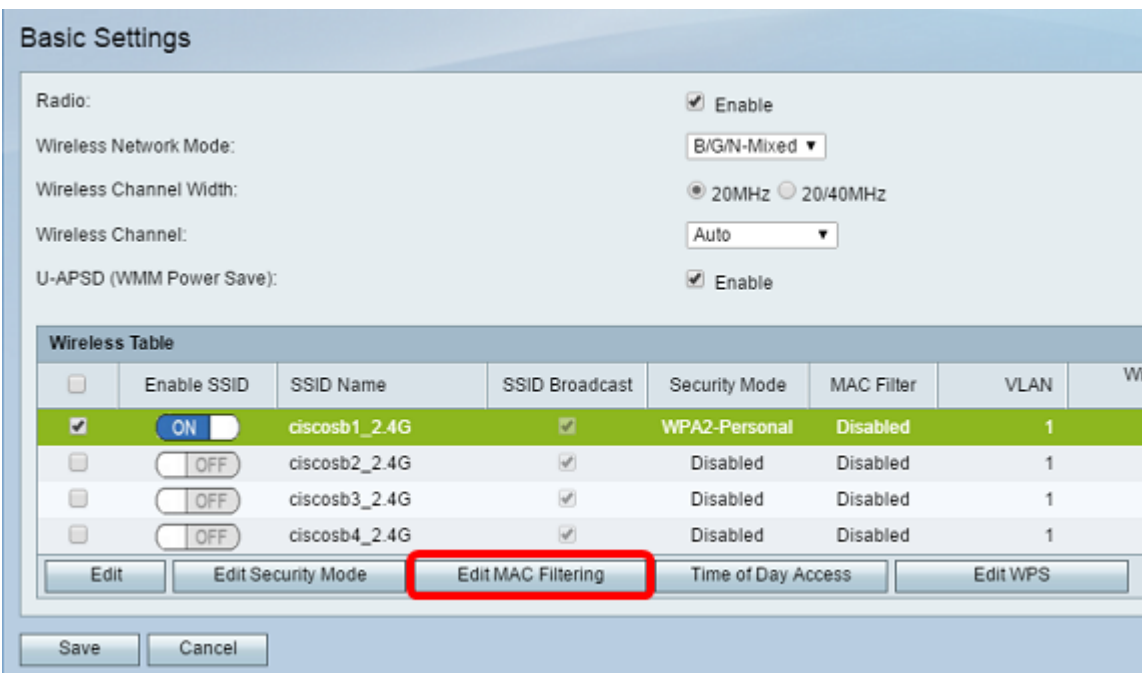 Basic Settings
Radio: Enable
Wireless Network Mode: B/G/N-Mixed
Wireless Channel Width: 20MHz 20/40MHz
Wireless Channel: Auto
U-APSD (WMM Power Save): Enable
Wireless Table
Enable SSID SSID Name SSID Broadcast Security Mode MAC Filter VLAN
ON ciscosb1_2.4G WPA2-Personal Disabled 1
OFF ciscosb2_2.4G Disabled Disabled 1
OFF ciscosb3_2.4G Disabled Disabled 1
OFF ciscosb4_2.4G Disabled Disabled 1
Edit Edit Security Mode Edit MAC Filtering Time of Day Access Edit WPS
Save Cancel